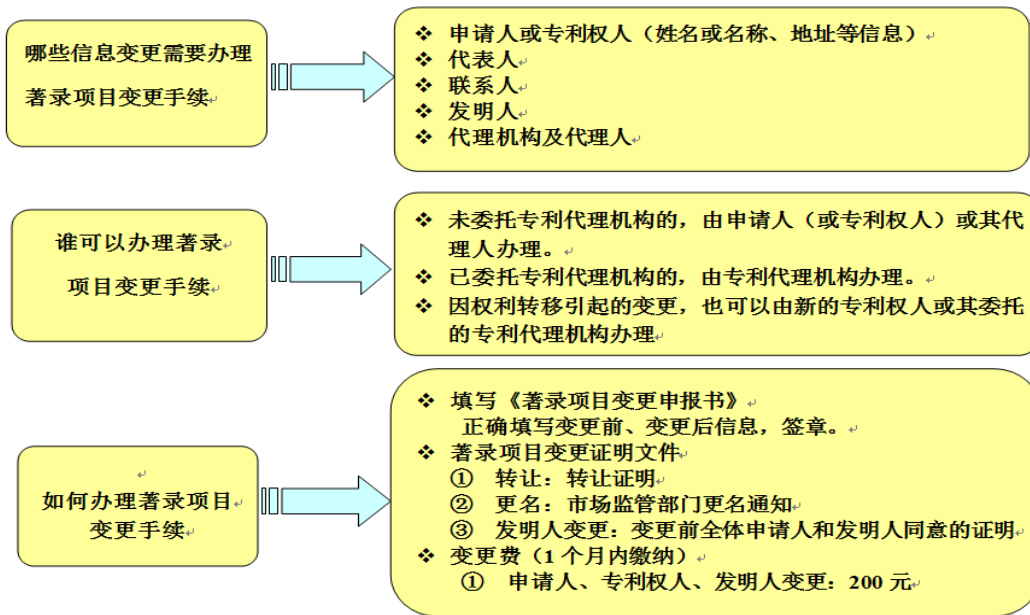 哪些信息变更需要办理
著录项目变更手续
❖ 申请人或专利权人（姓名或名称、地址等信息）
❖ 代表人
❖ 联系人
❖ 发明人
❖ 代理机构及代理人
谁可以办理著录
项目变更手续
❖ 未委托专利代理机构的，由申请人（或专利权人）或其代
理人办理。
❖ 已委托专利代理机构的，由专利代理机构办理。
❖ 因权利转移引起的变更，也可以由新的专利权人或其委托
的专利代理机构办理
如何办理著录项目
变更手续
❖ 填写《著录项目变更申报书》
正确填写变更前、变更后信息，签章。
❖ 著录项目变更证明文件
① 转让：转让证明
② 更名：市场监管部门更名通知
③ 发明人变更：变更前全体申请人和发明人同意的证明
❖ 变更费（1 个月内缴纳）
① 申请人、专利权人、发明人变更：200 元